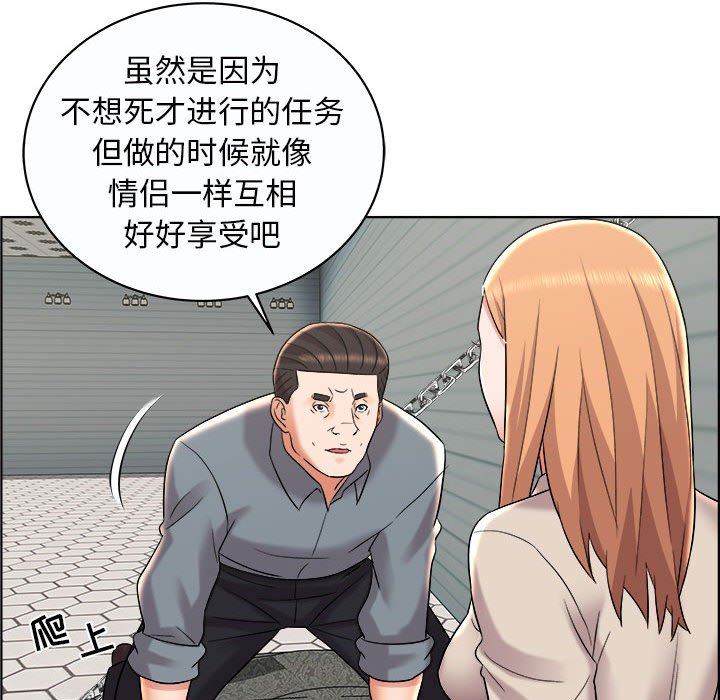 虽然是因为
不想死才进行的任务
但做的时候就像
情侣一样互相
好好享受吧
爬上